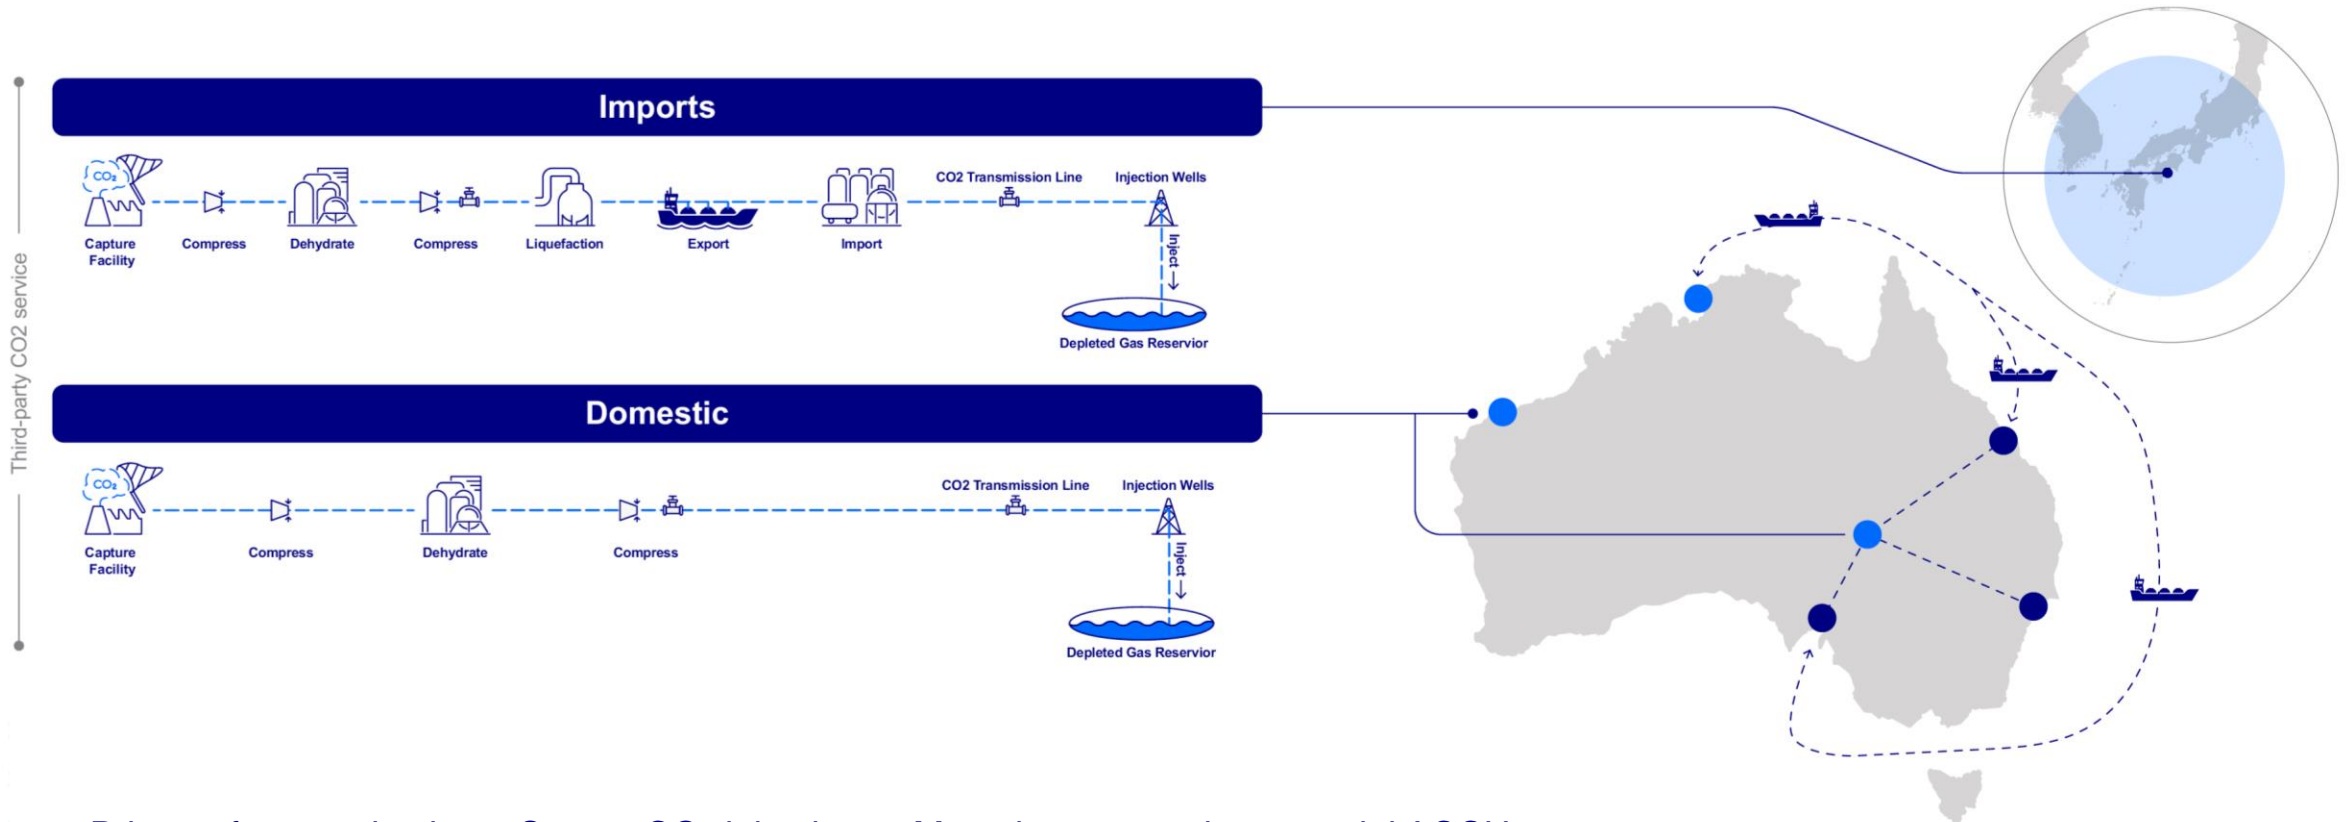 Third-party CO2 service
Imports
CO2
Capture
Facility
Compress
Dehydrate
Compress
Liquefaction
Export
Import
CO2 Transmission Line
Injection Wells
Inject
Depleted Gas Reservior
Domestic
CO2
Capture
Facility
Compress
Dehydrate
Compress
CO2 Transmission Line
Injection Wells
Inject
Depleted Gas Reservior